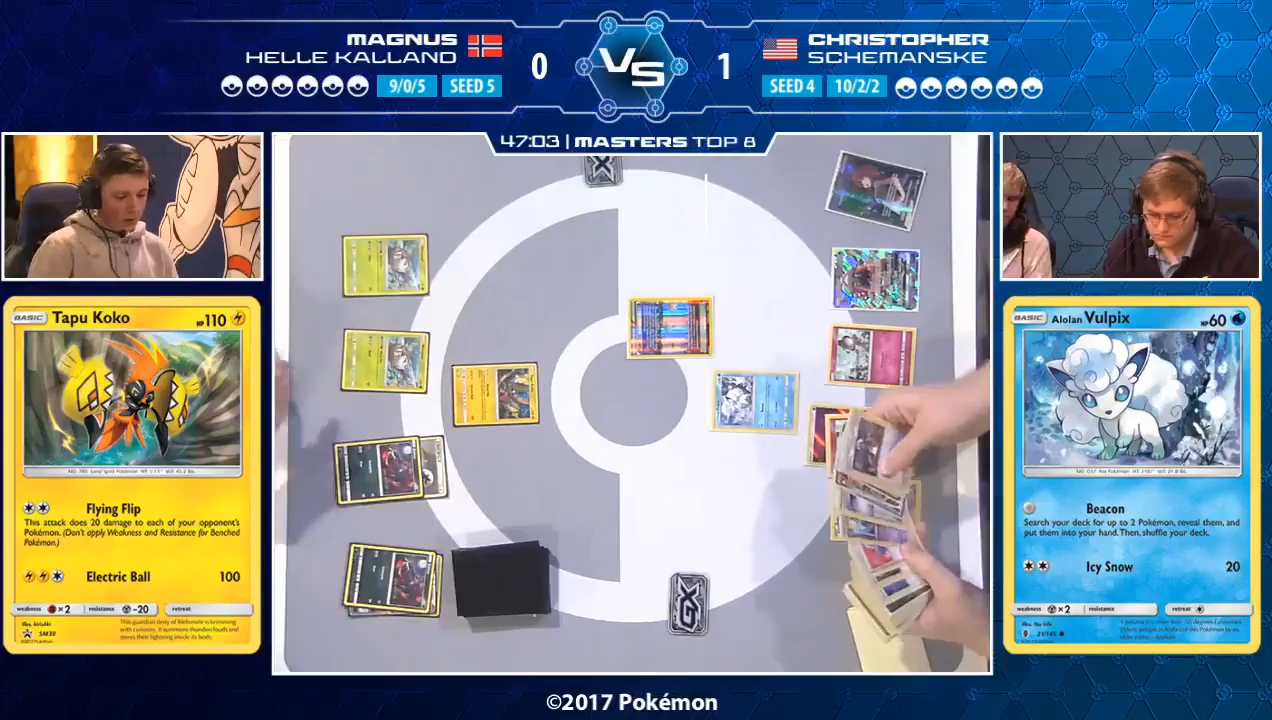 MAGNUS
HELLE KALLAND
9/0/5
SEED 5
0
VS
1
CHRISTOPHER
SCHEMANSKE
SEED 4
10/2/2
47:03 | MASTERS TOP 8
BASIC Tapu Koko HP110
Flying Flip
This attack does 20 damage to each of your opponent's
Pokémon. (Don't apply Weakness and Resistance for Benched
Pokémon.)
Electric Ball 100
weakness ×2 resistance -20 retreat
SM30
GX
BASIC Alolan Vulpix HP60
Beacon
Search your deck for up to 2 Pokémon, reveal them, and
put them into your hand. Then, shuffle your deck.
Icy Snow 20
weakness ×2 resistance retreat
21/145
©2017 Pokémon